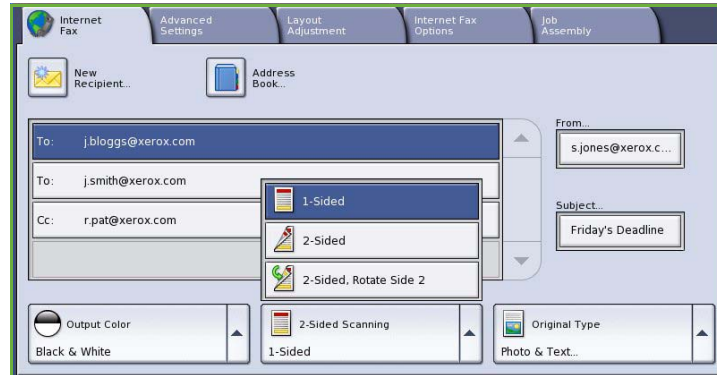 Internet
Fax
Advanced
Settings
Layout
Adjustment
Internet Fax
Options
Job
Assembly
New
Recipient...
Address
Book...
To: j.bloggs@xerox.com
To: j.smith@xerox.com
Cc: r.pat@xerox.com
From...
s.jones@xerox.c...
Subject...
Friday's Deadline
1-Sided
2-Sided
2-Sided, Rotate Side 2
Output Color
Black & White
2-Sided Scanning
1-Sided
Original Type
Photo & Text...